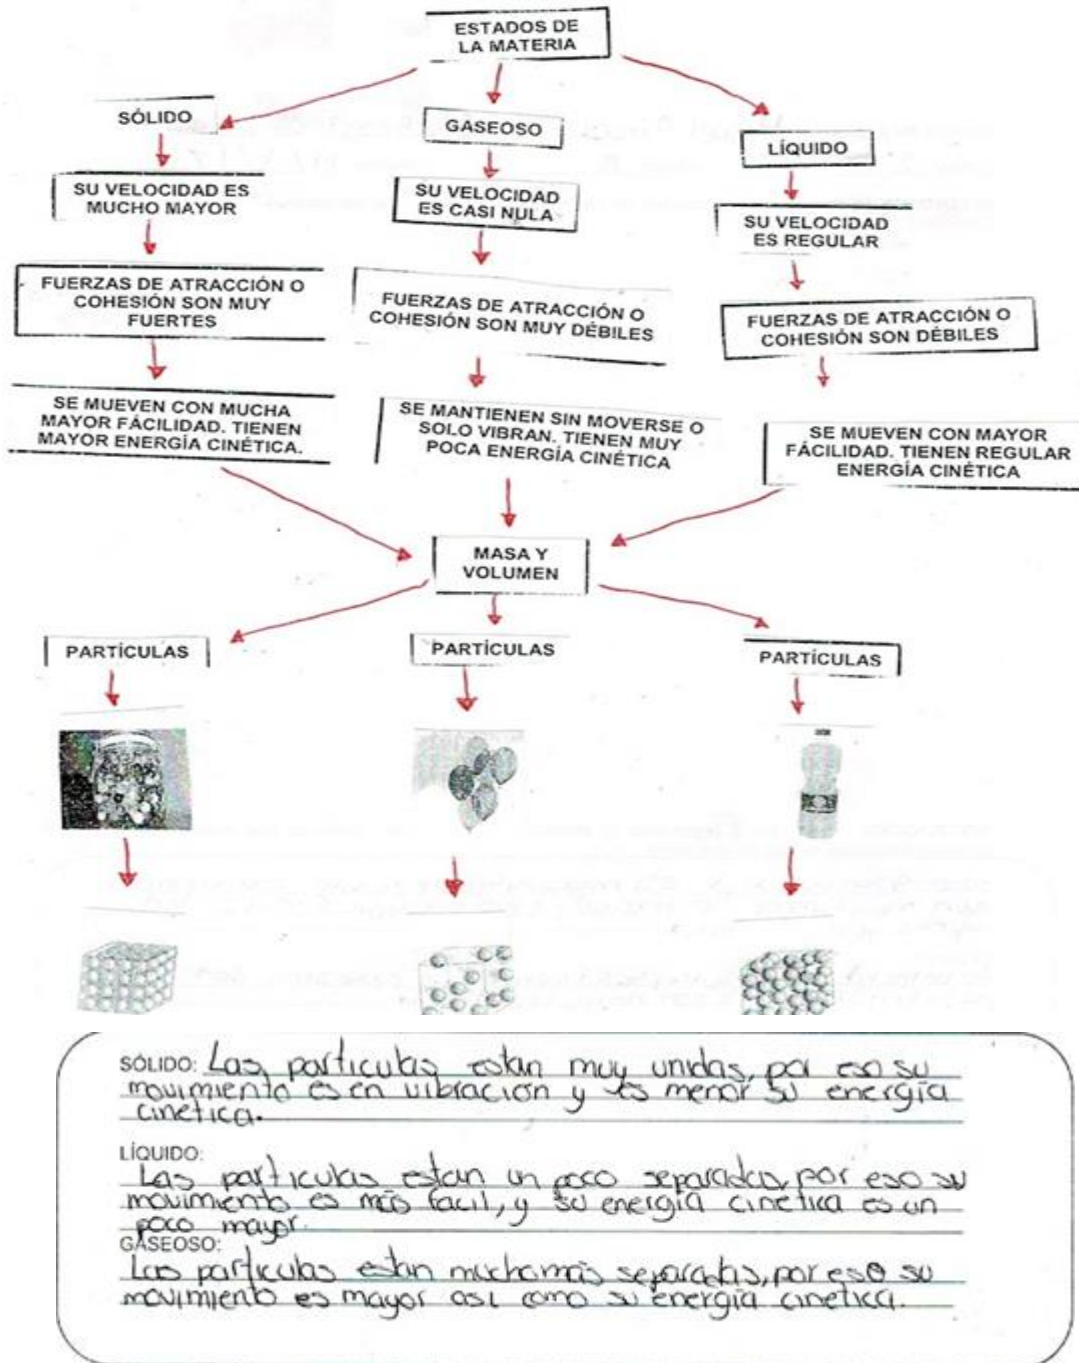 ESTADOS DE
LA MATERIA
SÓLIDO
GASEOSO
LÍQUIDO
SU VELOCIDAD ES
MUCHO MAYOR
SU VELOCIDAD
ES CASI NULA
SU VELOCIDAD
ES REGULAR
FUERZAS DE ATRACCIÓN O
COHESIÓN SON MUY
FUERTES
FUERZAS DE ATRACCIÓN O
COHESIÓN SON MUY DÉBILES
FUERZAS DE ATRACCIÓN O
COHESIÓN SON DÉBILES
SE MUEVEN CON MUCHA
MAYOR FÁCILIDAD. TIENEN
MAYOR ENERGÍA CINÉTICA.
SE MANTIENEN SIN MOVERSE O
SOLO VIBRAN. TIENEN MUY
POCA ENERGÍA CINÉTICA
SE MUEVEN CON MAYOR
FÁCILIDAD. TIENEN REGULAR
ENERGÍA CINÉTICA
MASA Y
VOLUMEN
PARTÍCULAS
PARTÍCULAS
PARTÍCULAS
SÓLIDO: Las particulas estan muy unidas, por eso su
movimiento es en vibracion y es menor su energía
cinetica.
LÍQUIDO:
Las particulas estan un poco separadas, por eso su
movimiento es más facil, y su energía cinetica es un
poco mayor.
GASEOSO:
Las particulas estan mucho más separadas, por eso su
movimiento es mayor asi como su energía cinetica.